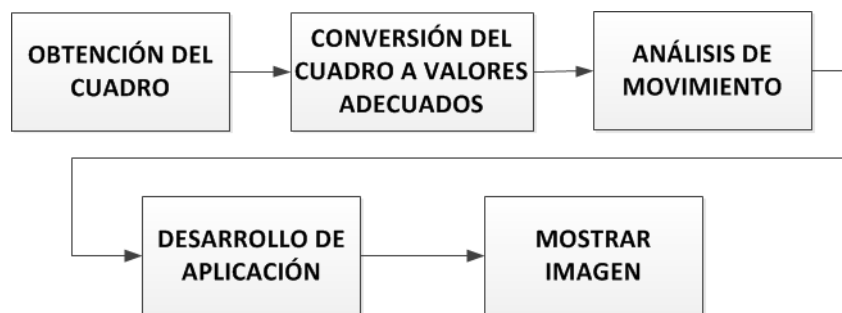 OBTENCIÓN DEL
CUADRO
CONVERSIÓN DEL
CUADRO A VALORES
ADECUADOS
ANÁLISIS DE
MOVIMIENTO
DESARROLLO DE
APLICACIÓN
MOSTRAR
IMAGEN